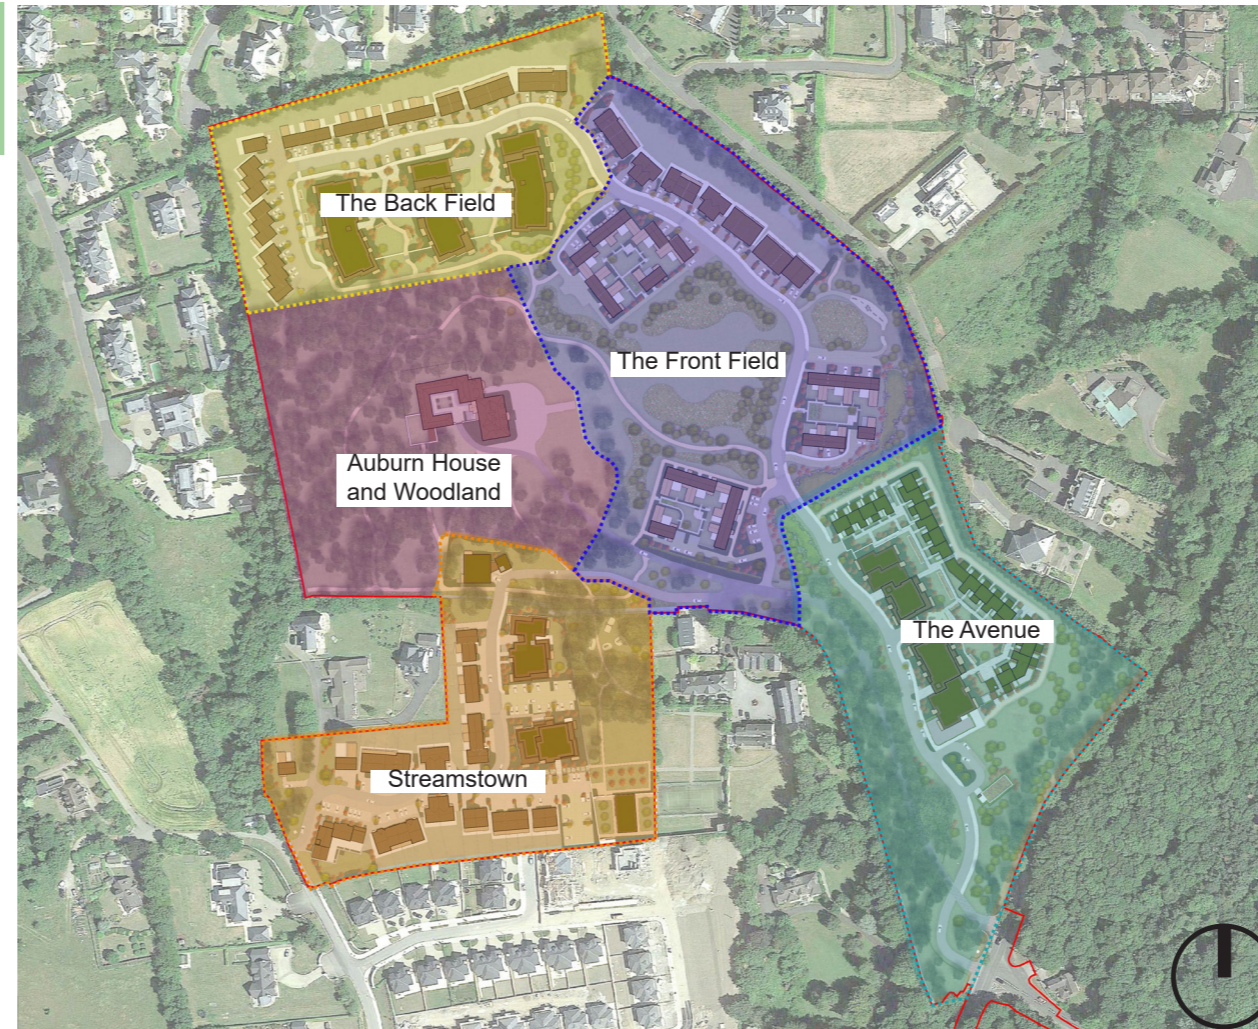 The Back Field
The Front Field
Auburn House
and Woodland
The Avenue
Streamstown